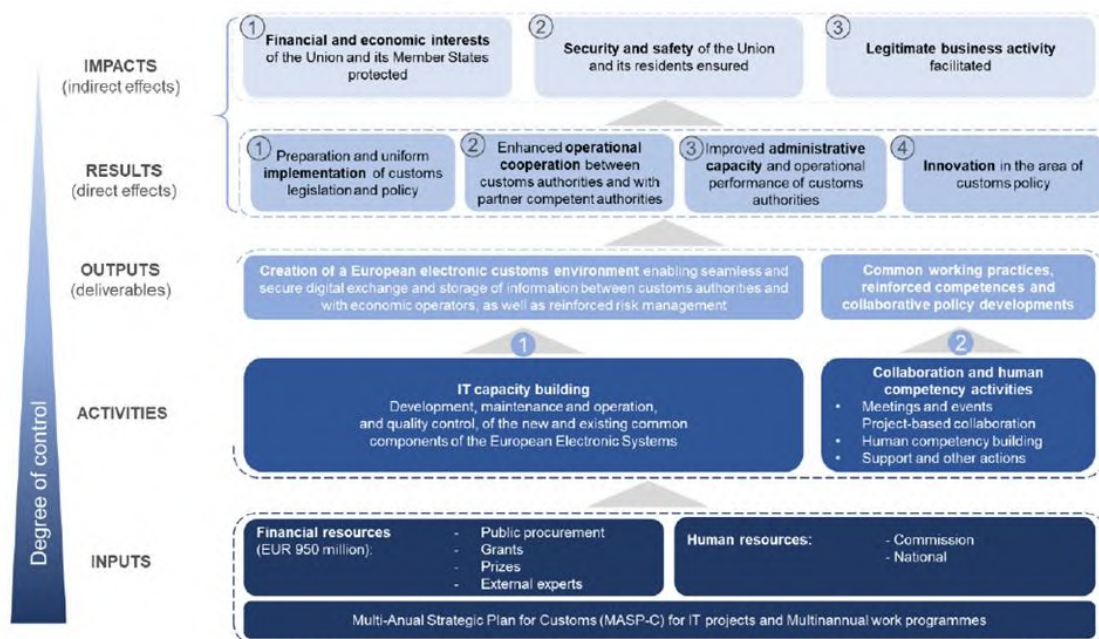 IMPACTS
(indirect effects)
1
Financial and economic interests
of the Union and its Member States
protected
2
Security and safety of the Union
and its residents ensured
3
Legitimate business activity
facilitated
RESULTS
(direct effects)
1
Preparation and uniform
implementation of customs
legislation and policy
2
Enhanced operational
cooperation between
customs authorities and with
partner competent authorities
3
Improved administrative
capacity and operational
performance of customs
authorities
4
Innovation in the area of
customs policy
OUTPUTS
(deliverables)
Creation of a European electronic customs environment enabling seamless and
secure digital exchange and storage of information between customs authorities and
with economic operators, as well as reinforced risk management
Common working practices,
reinforced competences and
collaborative policy developments
1
2
ACTIVITIES
IT capacity building
Development, maintenance and operation,
and quality control, of the new and existing common
components of the European Electronic Systems
Collaboration and human
competency activities
• Meetings and events
Project-based collaboration
• Human competency building
• Support and other actions
INPUTS
Financial resources
(EUR 950 million):
- Public procurement
- Grants
- Prizes
- External experts
Human resources:
- Commission
- National
Multi-Anual Strategic Plan for Customs (MASP-C) for IT projects and Multinannual work programmes
Degree of control